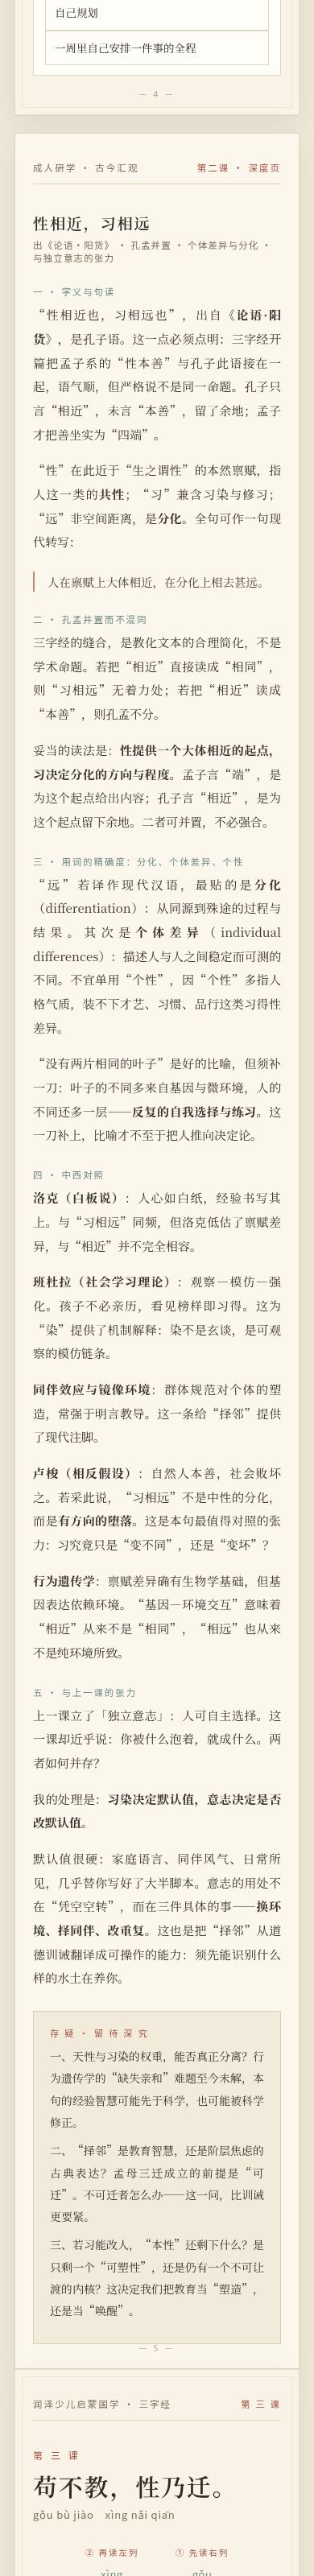 自己规划
一周里自己安排一件事的全程
— 4 —
成人研学 · 古今汇观
第二课 · 深度页
性相近，习相远
出《论语·阳货》 · 孔孟并置 · 个体差异与分化 ·
与独立意志的张力
一 · 字义与句读
“性相近也，习相远也”，出自《论语·阳
货》，是孔子语。这一点必须点明：三字经开
篇把孟子系的“性本善”与孔子此语接在一
起，语气顺，但严格说不是同一命题。孔子只
言“相近”，未言“本善”，留了余地；孟子
才把善坐实为“四端”。
“性”在此近于“生之谓性”的本然禀赋，指
人这一类的共性；“习”兼含习染与修习；
“远”非空间距离，是分化。全句可作一句现
代转写：
人在禀赋上大体相近，在分化上相去甚远。
二 · 孔孟并置而不混同
三字经的缝合，是教化文本的合理简化，不是
学术命题。若把“相近”直接读成“相同”，
则“习相远”无着力处；若把“相近”读成
“本善”，则孔孟不分。
妥当的读法是：性提供一个大体相近的起点，
习决定分化的方向与程度。孟子言“端”，是
为这个起点给出内容；孔子言“相近”，是为
这个起点留下余地。二者可并置，不必强合。
三 · 用词的精确度：分化、个体差异、个性
“远”若译作现代汉语，最贴的是分化
（differentiation）：从同源到殊途的过程与
结果。其次是个体差异（individual
differences）：描述人与人之间稳定而可测的
不同。不宜单用“个性”，因“个性”多指人
格气质，装不下才艺、习惯、品行这类习得性
差异。
“没有两片相同的叶子”是好的比喻，但须补
一刀：叶子的不同多来自基因与微环境，人的
不同还多一层——反复的自我选择与练习。这
一刀补上，比喻才不至于把人推向决定论。
四 · 中西对照
洛克（白板说）：人心如白纸，经验书写其
上。与“习相远”同频，但洛克低估了禀赋差
异，与“相近”并不完全相容。
班杜拉（社会学习理论）：观察－模仿－强
化。孩子不必亲历，看见榜样即习得。这为
“染”提供了机制解释：染不是玄谈，是可观
察的模仿链条。
同伴效应与镜像环境：群体规范对个体的塑
造，常强于明言教导。这一条给“择邻”提供
了现代注脚。
卢梭（相反假设）：自然人本善，社会败坏
之。若采此说，“习相远”不是中性的分化，
而是有方向的堕落。这是本句最值得对照的张
力：习究竟只是“变不同”，还是“变坏”？
行为遗传学：禀赋差异确有生物学基础，但基
因表达依赖环境。“基因－环境交互”意味着
“相近”从来不是“相同”，“相远”也从来
不是纯环境所致。
五 · 与上一课的张力
上一课立了「独立意志」：人可自主选择。这
一课却近乎说：你被什么泡着，就成什么。两
者如何并存？
我的处理是：习染决定默认值，意志决定是否
改默认值。
默认值很硬：家庭语言、同伴风气、日常所
见，几乎替你写好了大半脚本。意志的用处不
在“凭空空转”，而在三件具体的事——换环
境、择同伴、改重复。这也是把“择邻”从道
德训诫翻译成可操作的能力：须先能识别什么
样的水土在养你。
存疑 · 留待深究
一、天性与习染的权重，能否真正分离？行
为遗传学的“缺失亲和”难题至今未解，本
句的经验智慧可能先于科学，也可能被科学
修正。
二、“择邻”是教育智慧，还是阶层焦虑的
古典表达？孟母三迁成立的前提是“可
迁”。不可迁者怎么办——这一问，比训诫
更要紧。
三、若习能改人，“本性”还剩下什么？是
只剩一个“可塑性”，还是仍有一个不可让
渡的内核？这决定我们把教育当“塑造”，
还是当“唤醒”。
— 5 —
润泽少儿启蒙国学 · 三字经
第三课
第三课
苟不教，性乃迁。
gǒu bù jiào xìng nǎi qiān
② 再读左列 ① 先读右列